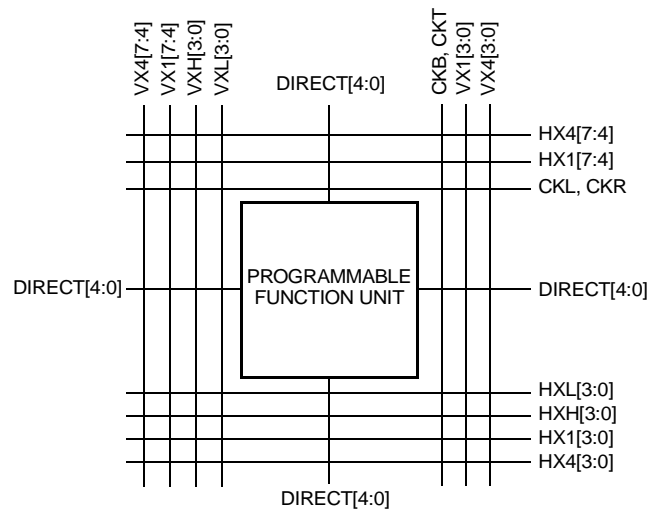 VX4[7:4]
VX1[7:4]
VXH[3:0]
VXL[3:0]
DIRECT[4:0]
CKB, CKT
VX1[3:0]
VX4[3:0]
HX4[7:4]
HX1[7:4]
CKL, CKR
DIRECT[4:0]
PROGRAMMABLE
FUNCTION UNIT
DIRECT[4:0]
HXL[3:0]
HXH[3:0]
HX1[3:0]
HX4[3:0]
DIRECT[4:0]